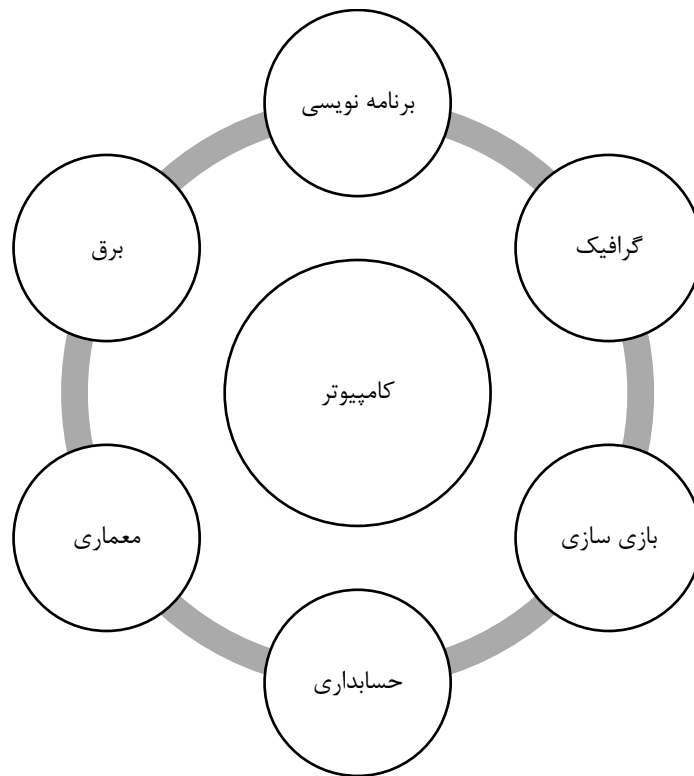 برنامه نویسی
گرافیک
برق
کامپیوتر
بازی سازی
معماری
حسابداری